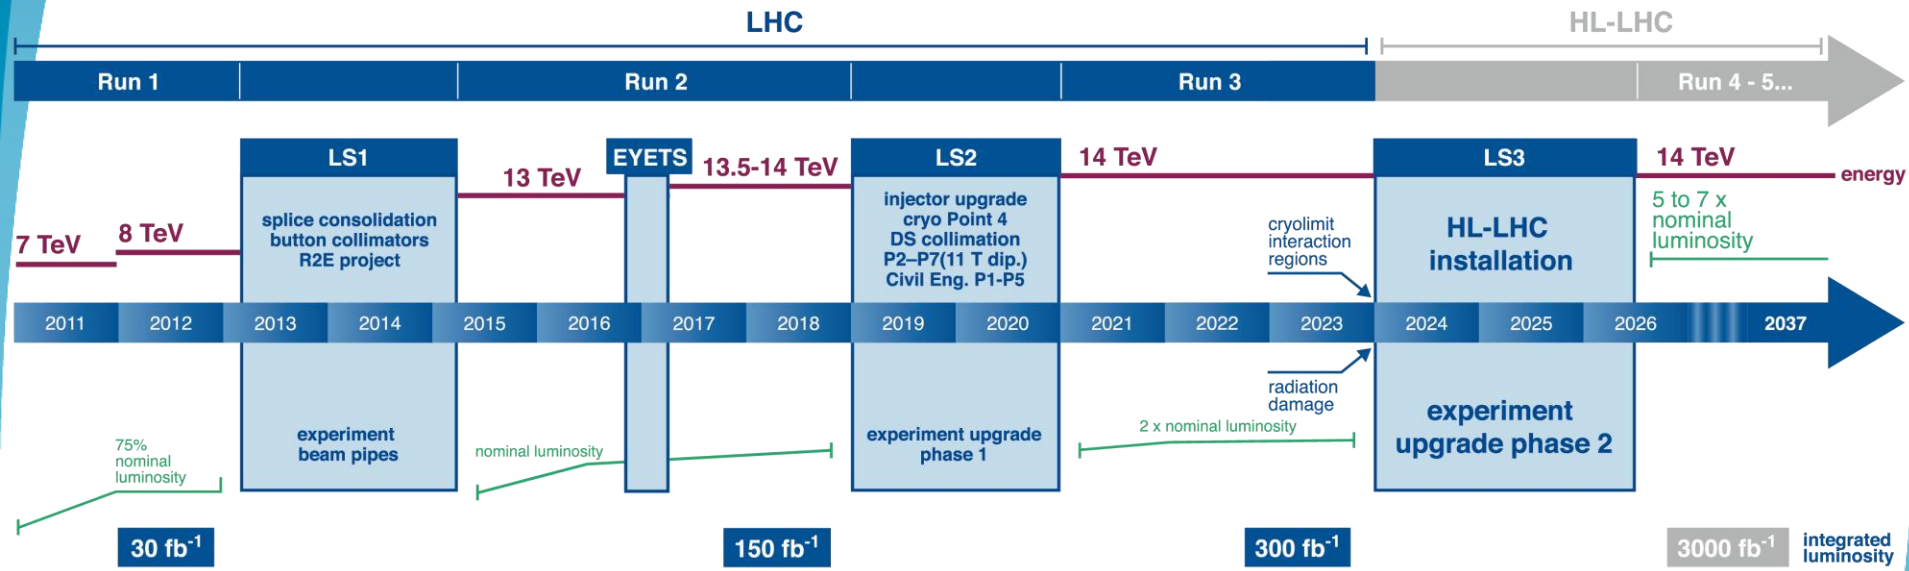 LHC
HL-LHC
Run 1
Run 2
Run 3
Run 4 - 5...
LS1
EYETS
LS2
LS3
7 TeV
8 TeV
13 TeV
13.5-14 TeV
14 TeV
14 TeV
energy
splice consolidation
button collimators
R2E project
injector upgrade
cryo Point 4
DS collimation
P2–P7(11 T dip.)
Civil Eng. P1-P5
cryolimit
interaction
regions
HL-LHC
installation
5 to 7 x
nominal
luminosity
2011
2012
2013
2014
2015
2016
2017
2018
2019
2020
2021
2022
2023
2024
2025
2026
2037
75%
nominal
luminosity
experiment
beam pipes
nominal luminosity
experiment upgrade
phase 1
radiation
damage
2 x nominal luminosity
experiment
upgrade phase 2
30 fb⁻¹
150 fb⁻¹
300 fb⁻¹
3000 fb⁻¹
integrated
luminosity